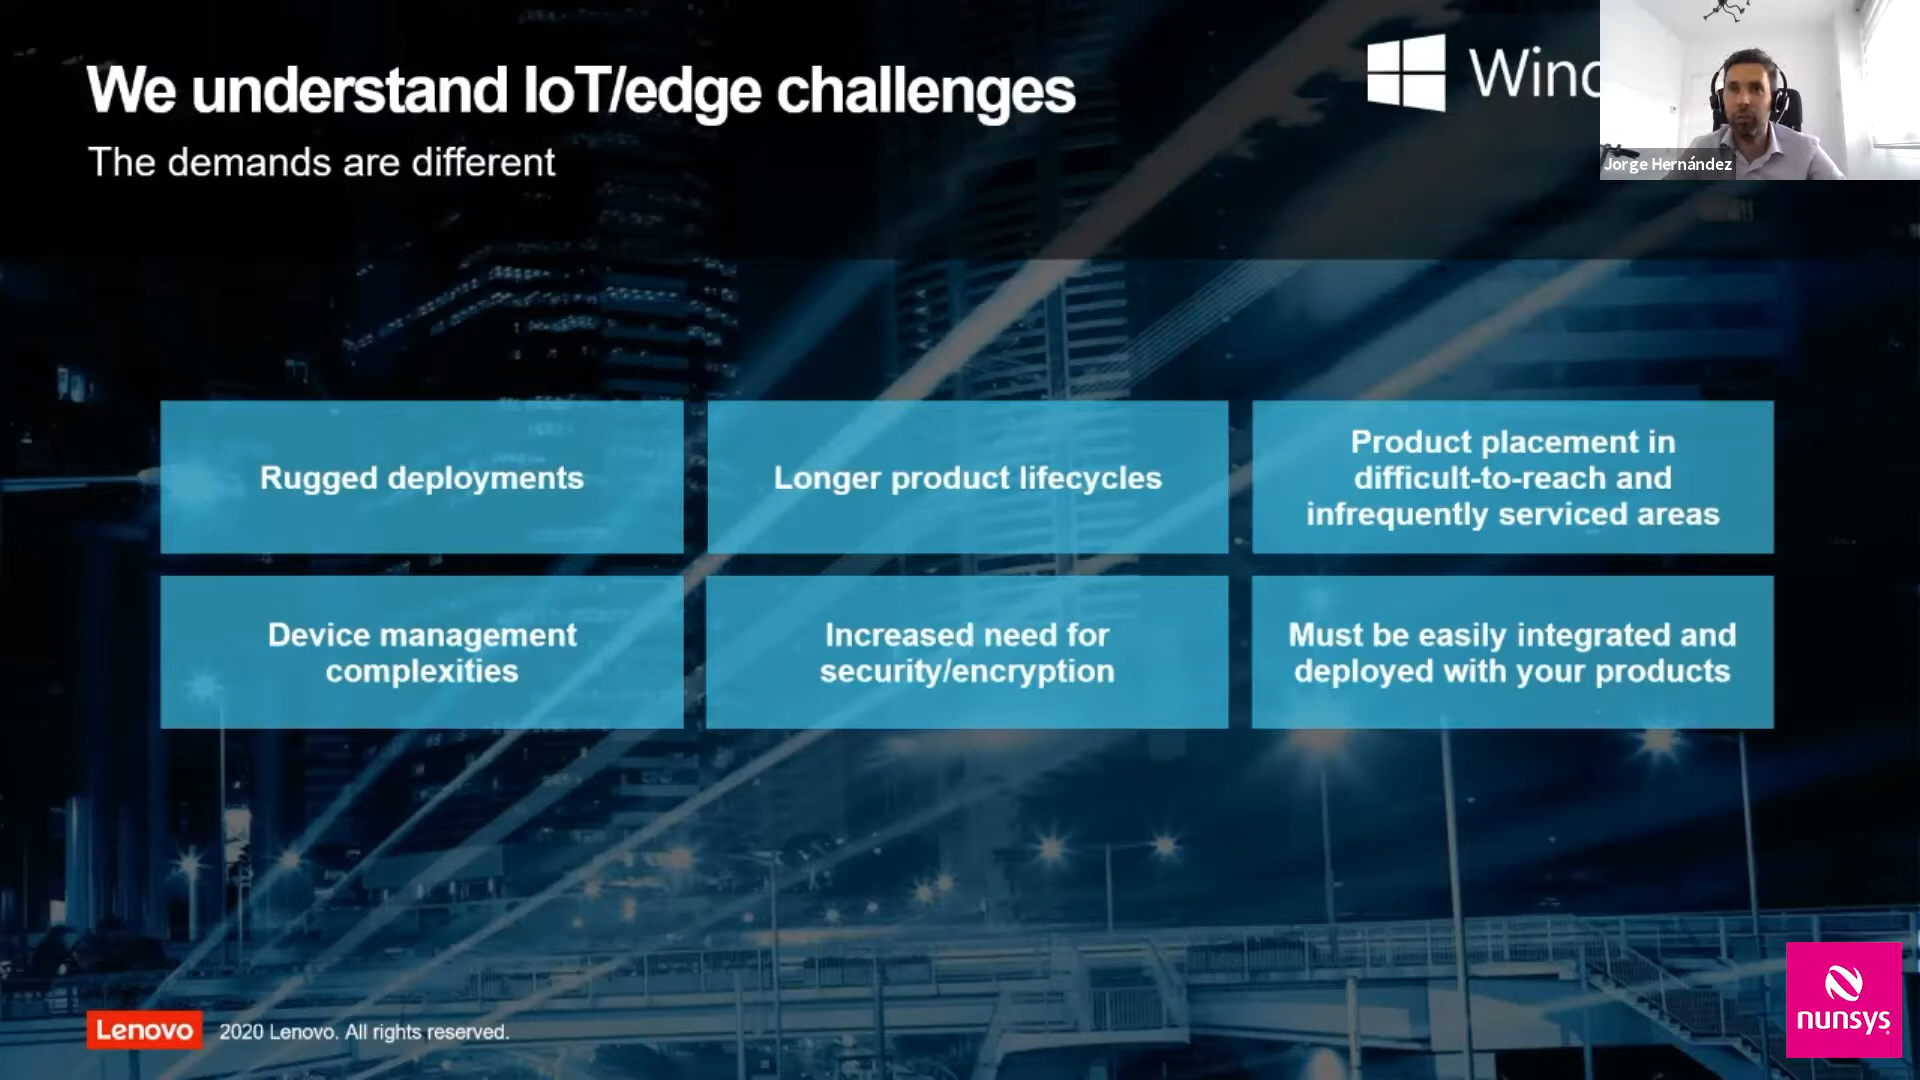 We understand IoT/edge challenges
The demands are different
Jorge Hernández
Rugged deployments
Longer product lifecycles
Product placement in
difficult-to-reach and
infrequently serviced areas
Device management
complexities
Increased need for
security/encryption
Must be easily integrated and
deployed with your products
Lenovo
2020 Lenovo. All rights reserved.
nunsys